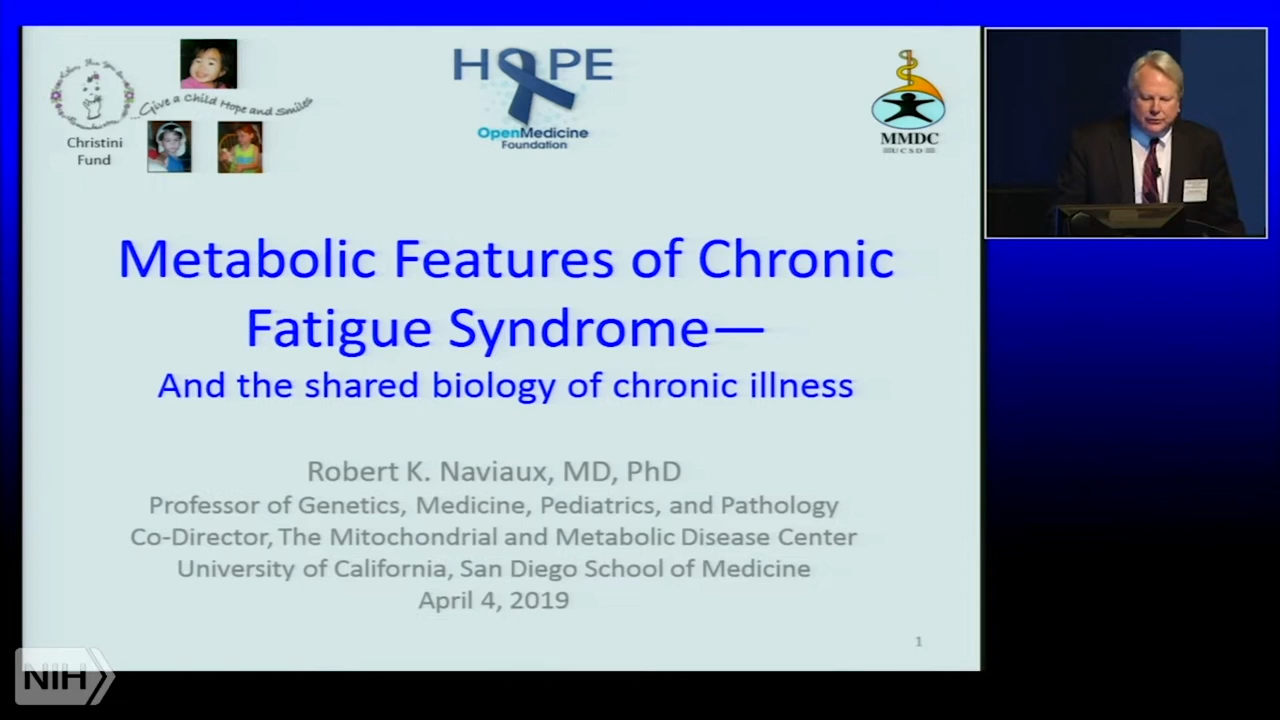 Give a Child Hope and Smiles
Christini
Fund
HOPE
OpenMedicine
Foundation
MMDC
UCSD
Metabolic Features of Chronic
Fatigue Syndrome—
And the shared biology of chronic illness
Robert K. Naviaux, MD, PhD
Professor of Genetics, Medicine, Pediatrics, and Pathology
Co-Director, The Mitochondrial and Metabolic Disease Center
University of California, San Diego School of Medicine
April 4, 2019
1
NIH